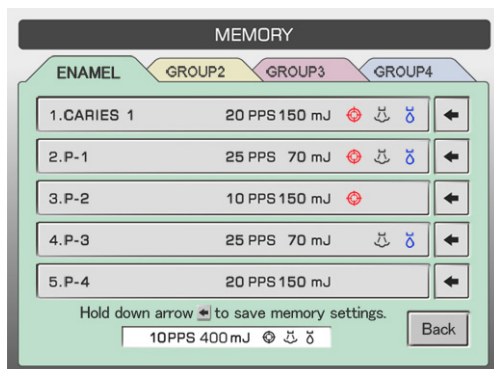 MEMORY
ENAMEL GROUP2 GROUP3 GROUP4
1.CARIES 1 20 PPS 150 mJ
2.P-1 25 PPS 70 mJ
3.P-2 10 PPS 150 mJ
4.P-3 25 PPS 70 mJ
5.P-4 20 PPS 150 mJ
Hold down arrow to save memory settings.
10PPS 400 mJ
Back